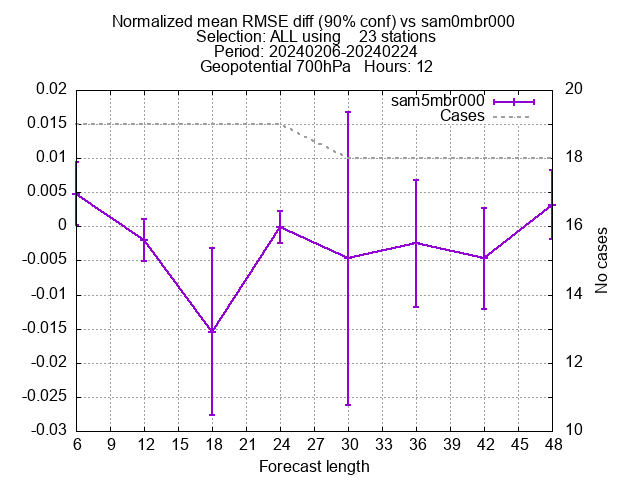 Normalized mean RMSE diff (90% conf) vs sam0mbr000
Selection: ALL using    23 stations
Period: 20240206-20240224
Geopotential 700hPa   Hours: 12
sam5mbr000
Cases
0.02
0.015
0.01
0.005
0
-0.005
-0.01
-0.015
-0.02
-0.025
-0.03
20
18
16
14
12
10
No cases
6 9 12 15 18 21 24 27 30 33 36 39 42 45 48
Forecast length